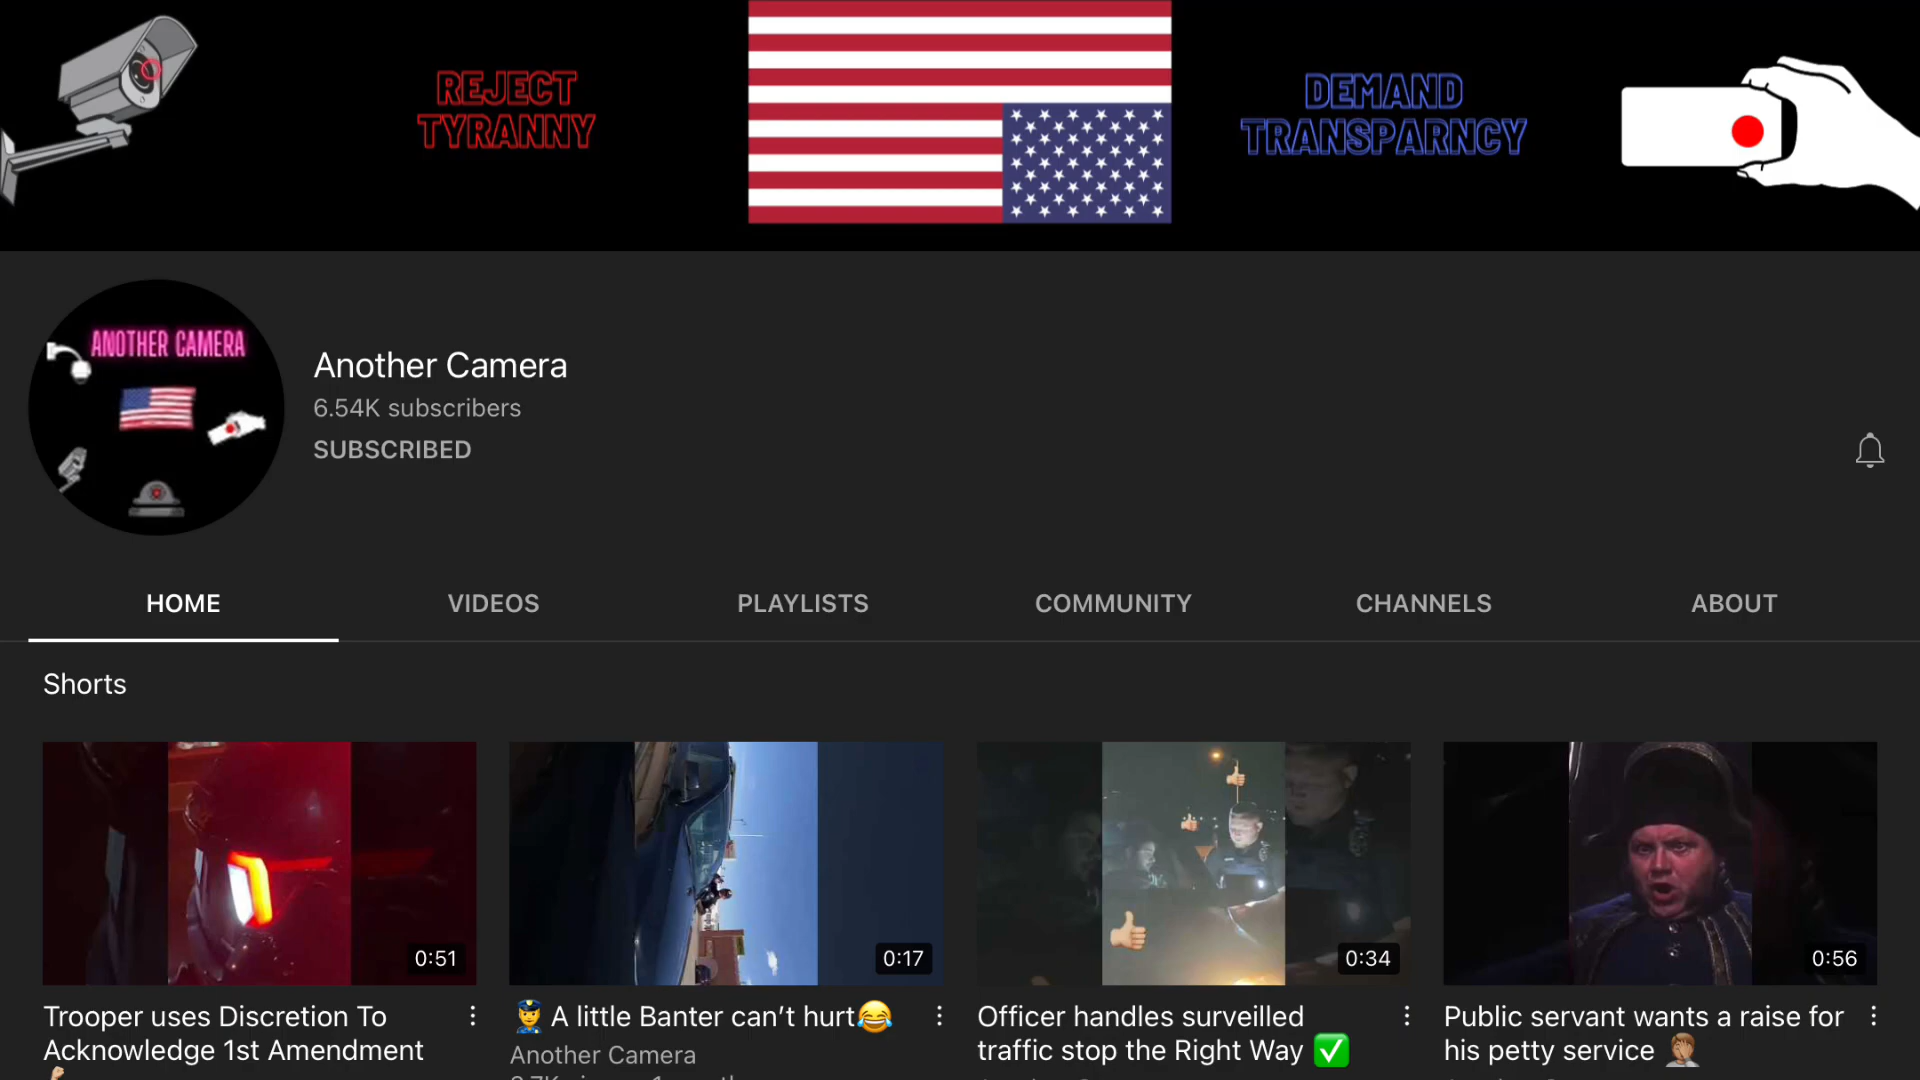 REJECT
TYRANNY
DEMAND
TRANSPARNCY
ANOTHER CAMERA
Another Camera
6.54K subscribers
SUBSCRIBED
HOME
VIDEOS
PLAYLISTS
COMMUNITY
CHANNELS
ABOUT
Shorts
0:51
0:17
0:34
0:56
Trooper uses Discretion To
Acknowledge 1st Amendment
👮 A little Banter can’t hurt😂
Another Camera
Officer handles surveilled
traffic stop the Right Way ✅
Public servant wants a raise for
his petty service 🤦🏽